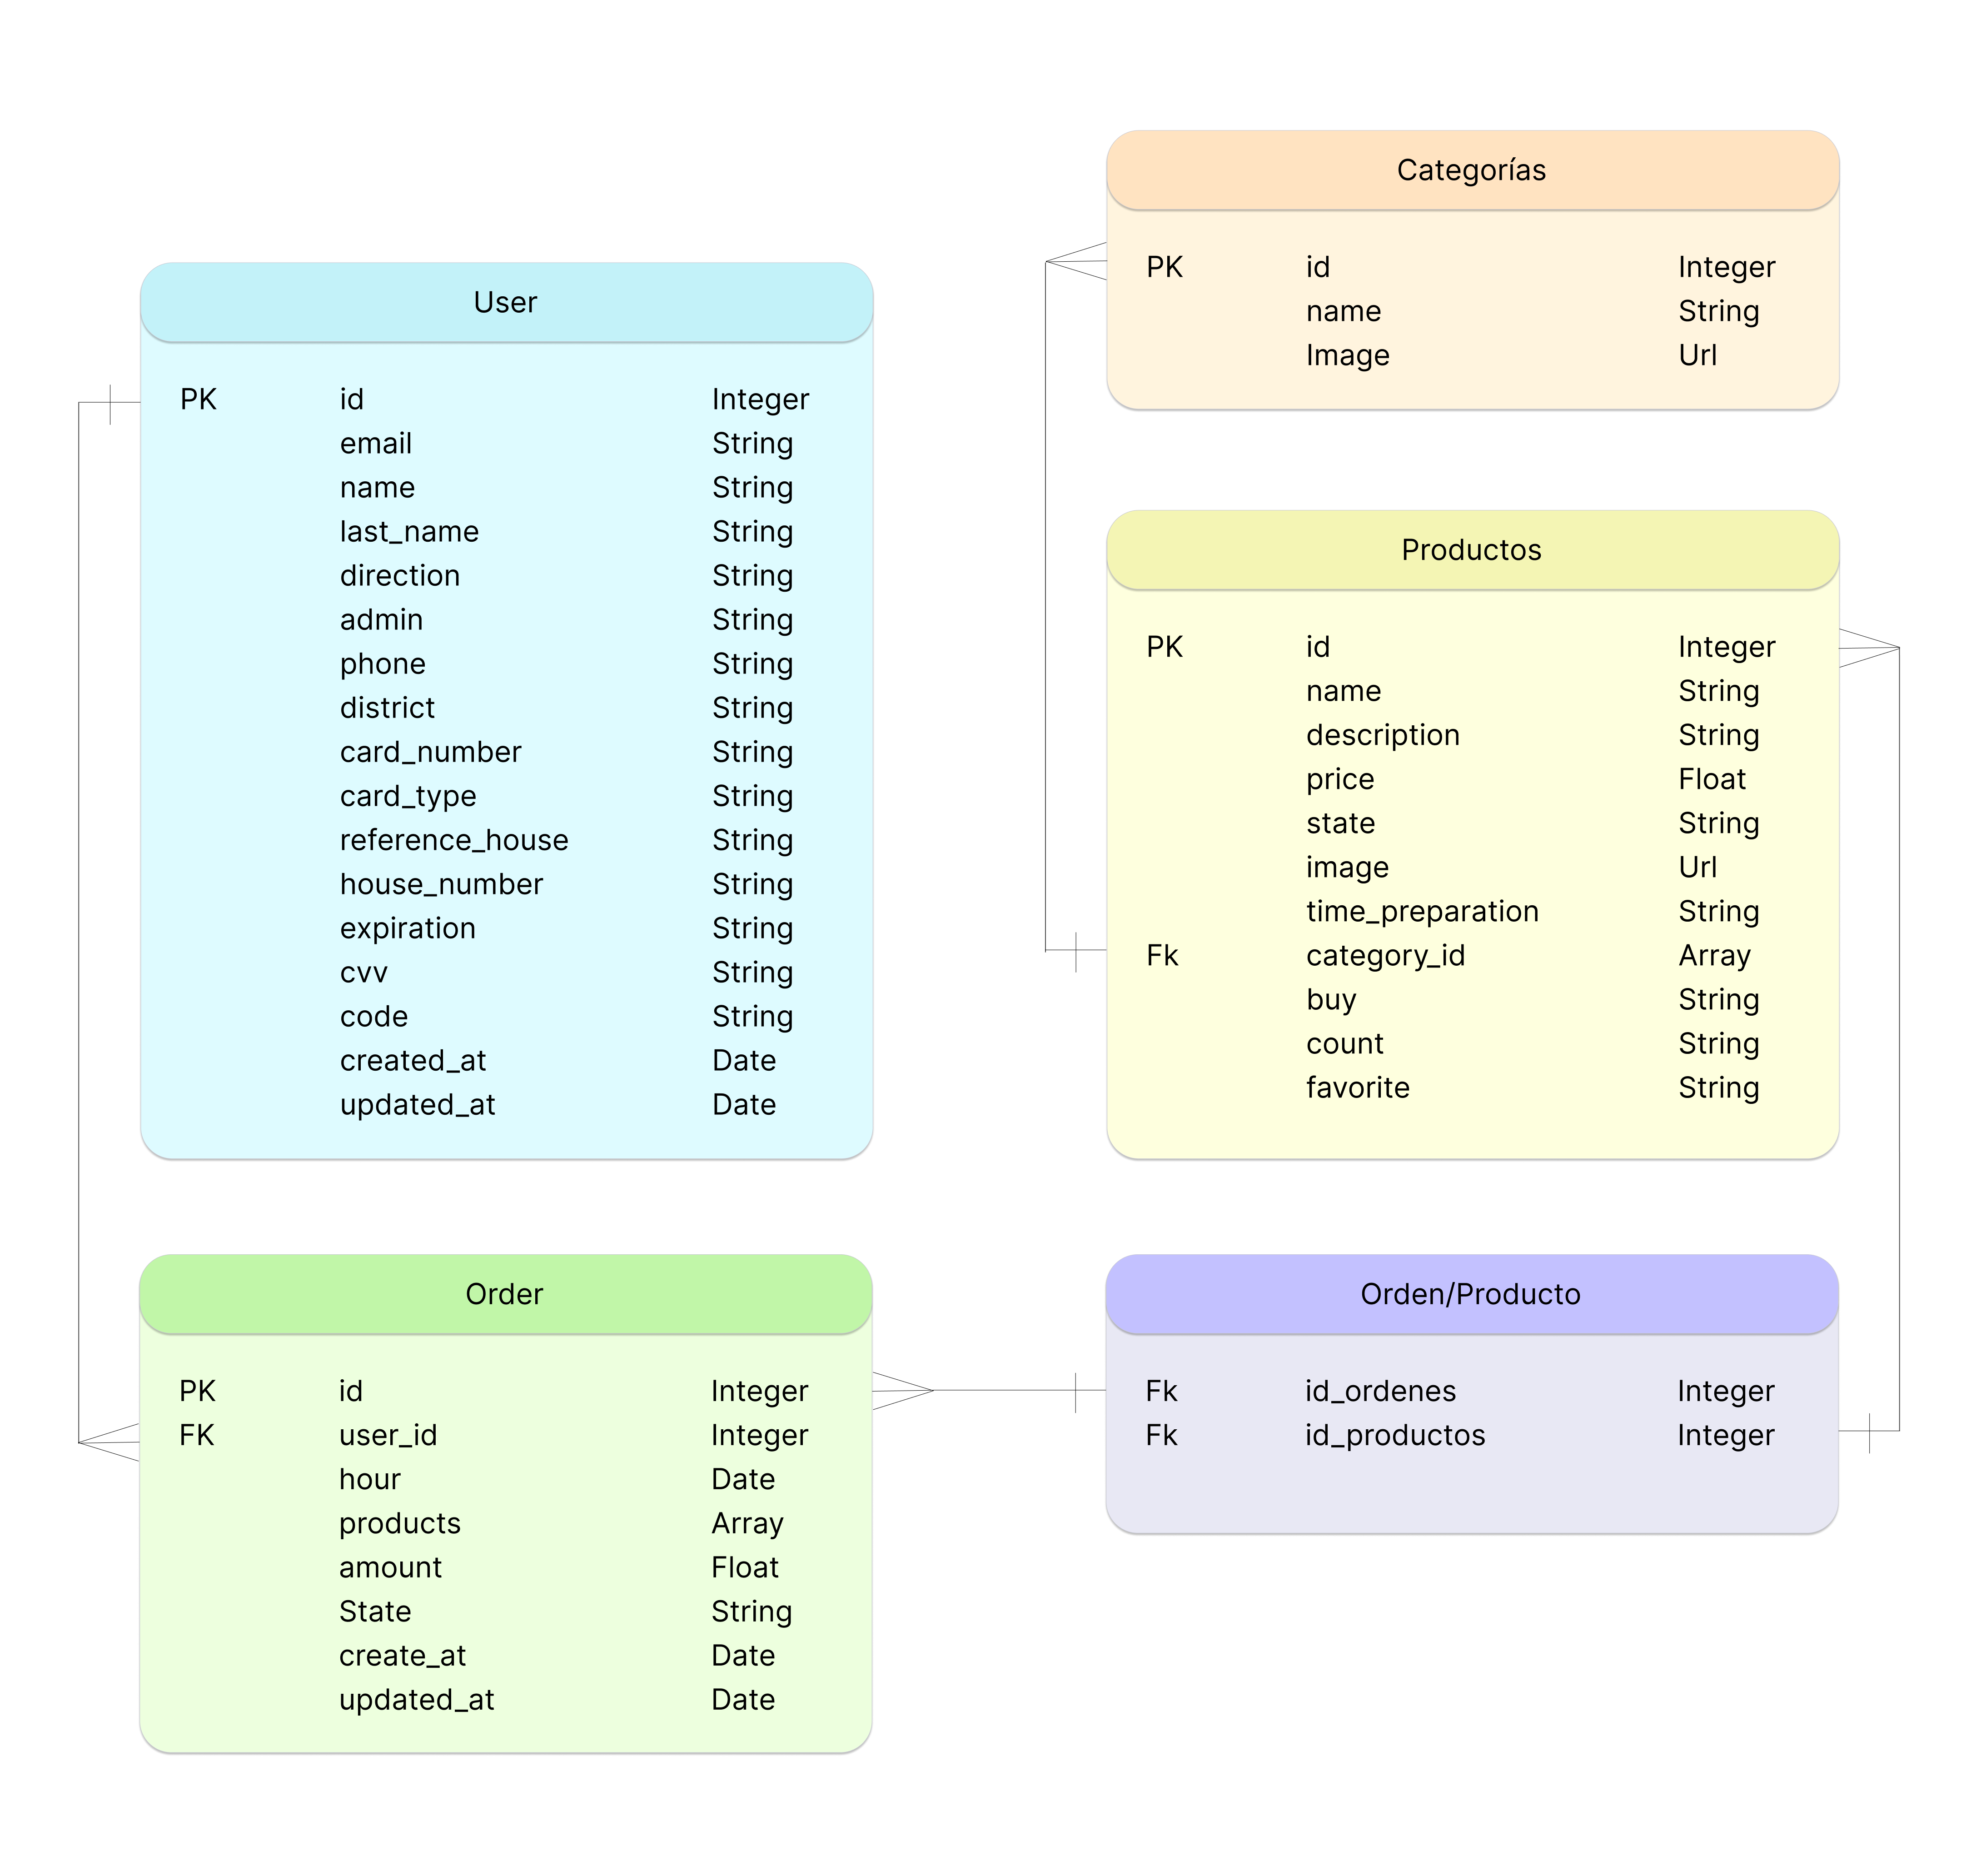 User
PK id Integer
email String
name String
last_name String
direction String
admin String
phone String
district String
card_number String
card_type String
reference_house String
house_number String
expiration String
cvv String
code String
created_at Date
updated_at Date
Categorías
PK id Integer
name String
Image Url
Productos
PK id Integer
name String
description String
price Float
state String
image Url
time_preparation String
Fk category_id Array
buy String
count String
favorite String
Order
PK id Integer
FK user_id Integer
hour Date
products Array
amount Float
State String
create_at Date
updated_at Date
Orden/Producto
Fk id_ordenes Integer
Fk id_productos Integer